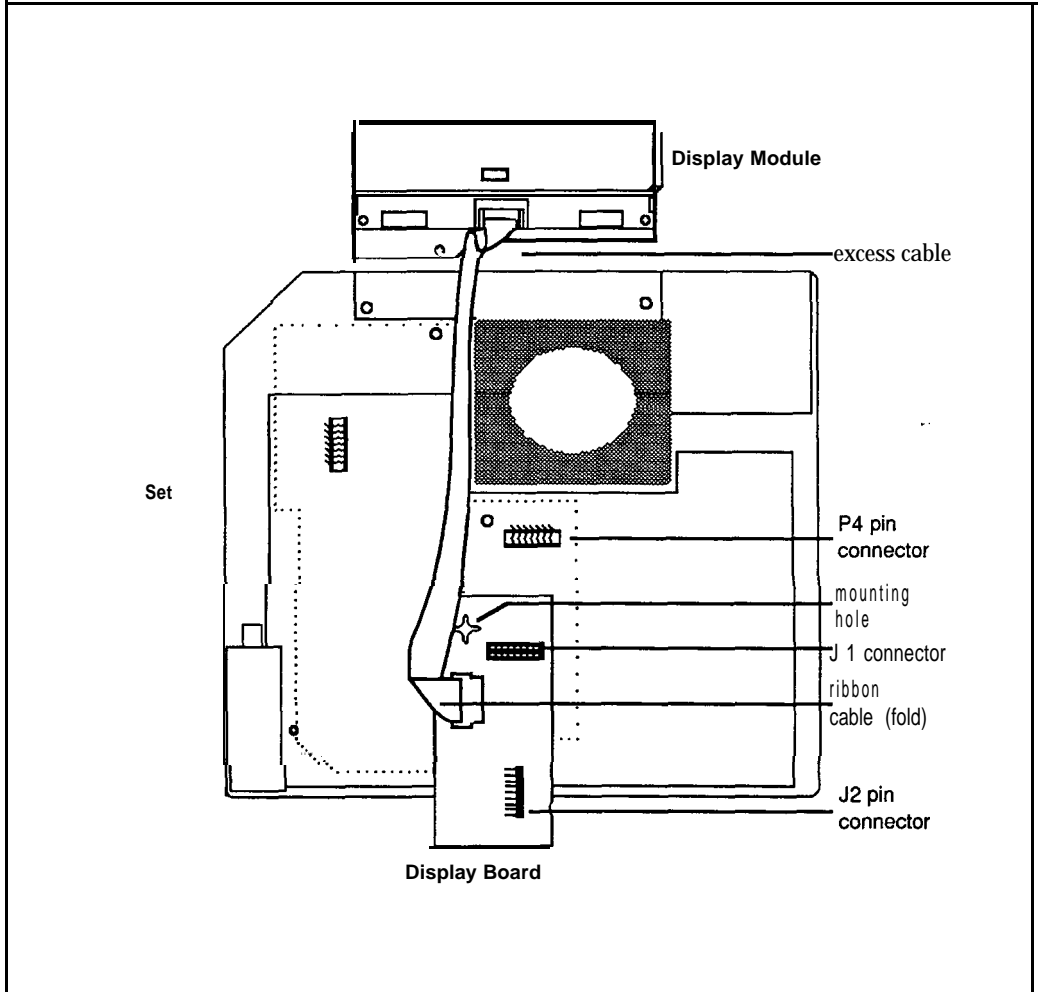 Display Module
excess cable
Set
P4 pin
connector
mounting
hole
J 1 connector
ribbon
cable (fold)
J2 pin
connector
Display Board